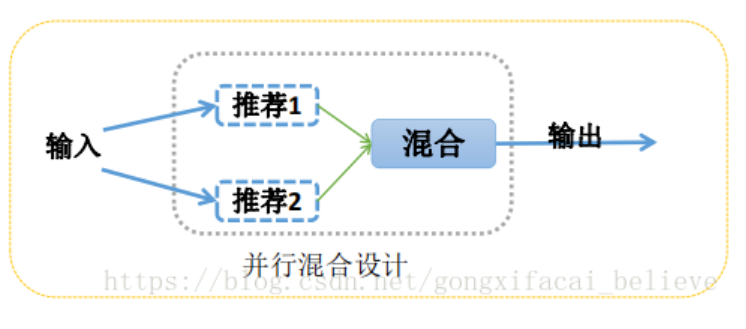 推荐1
输入
混合
输出
推荐2
并行混合设计
https://blog.csdn.net/gongxifacai_believe